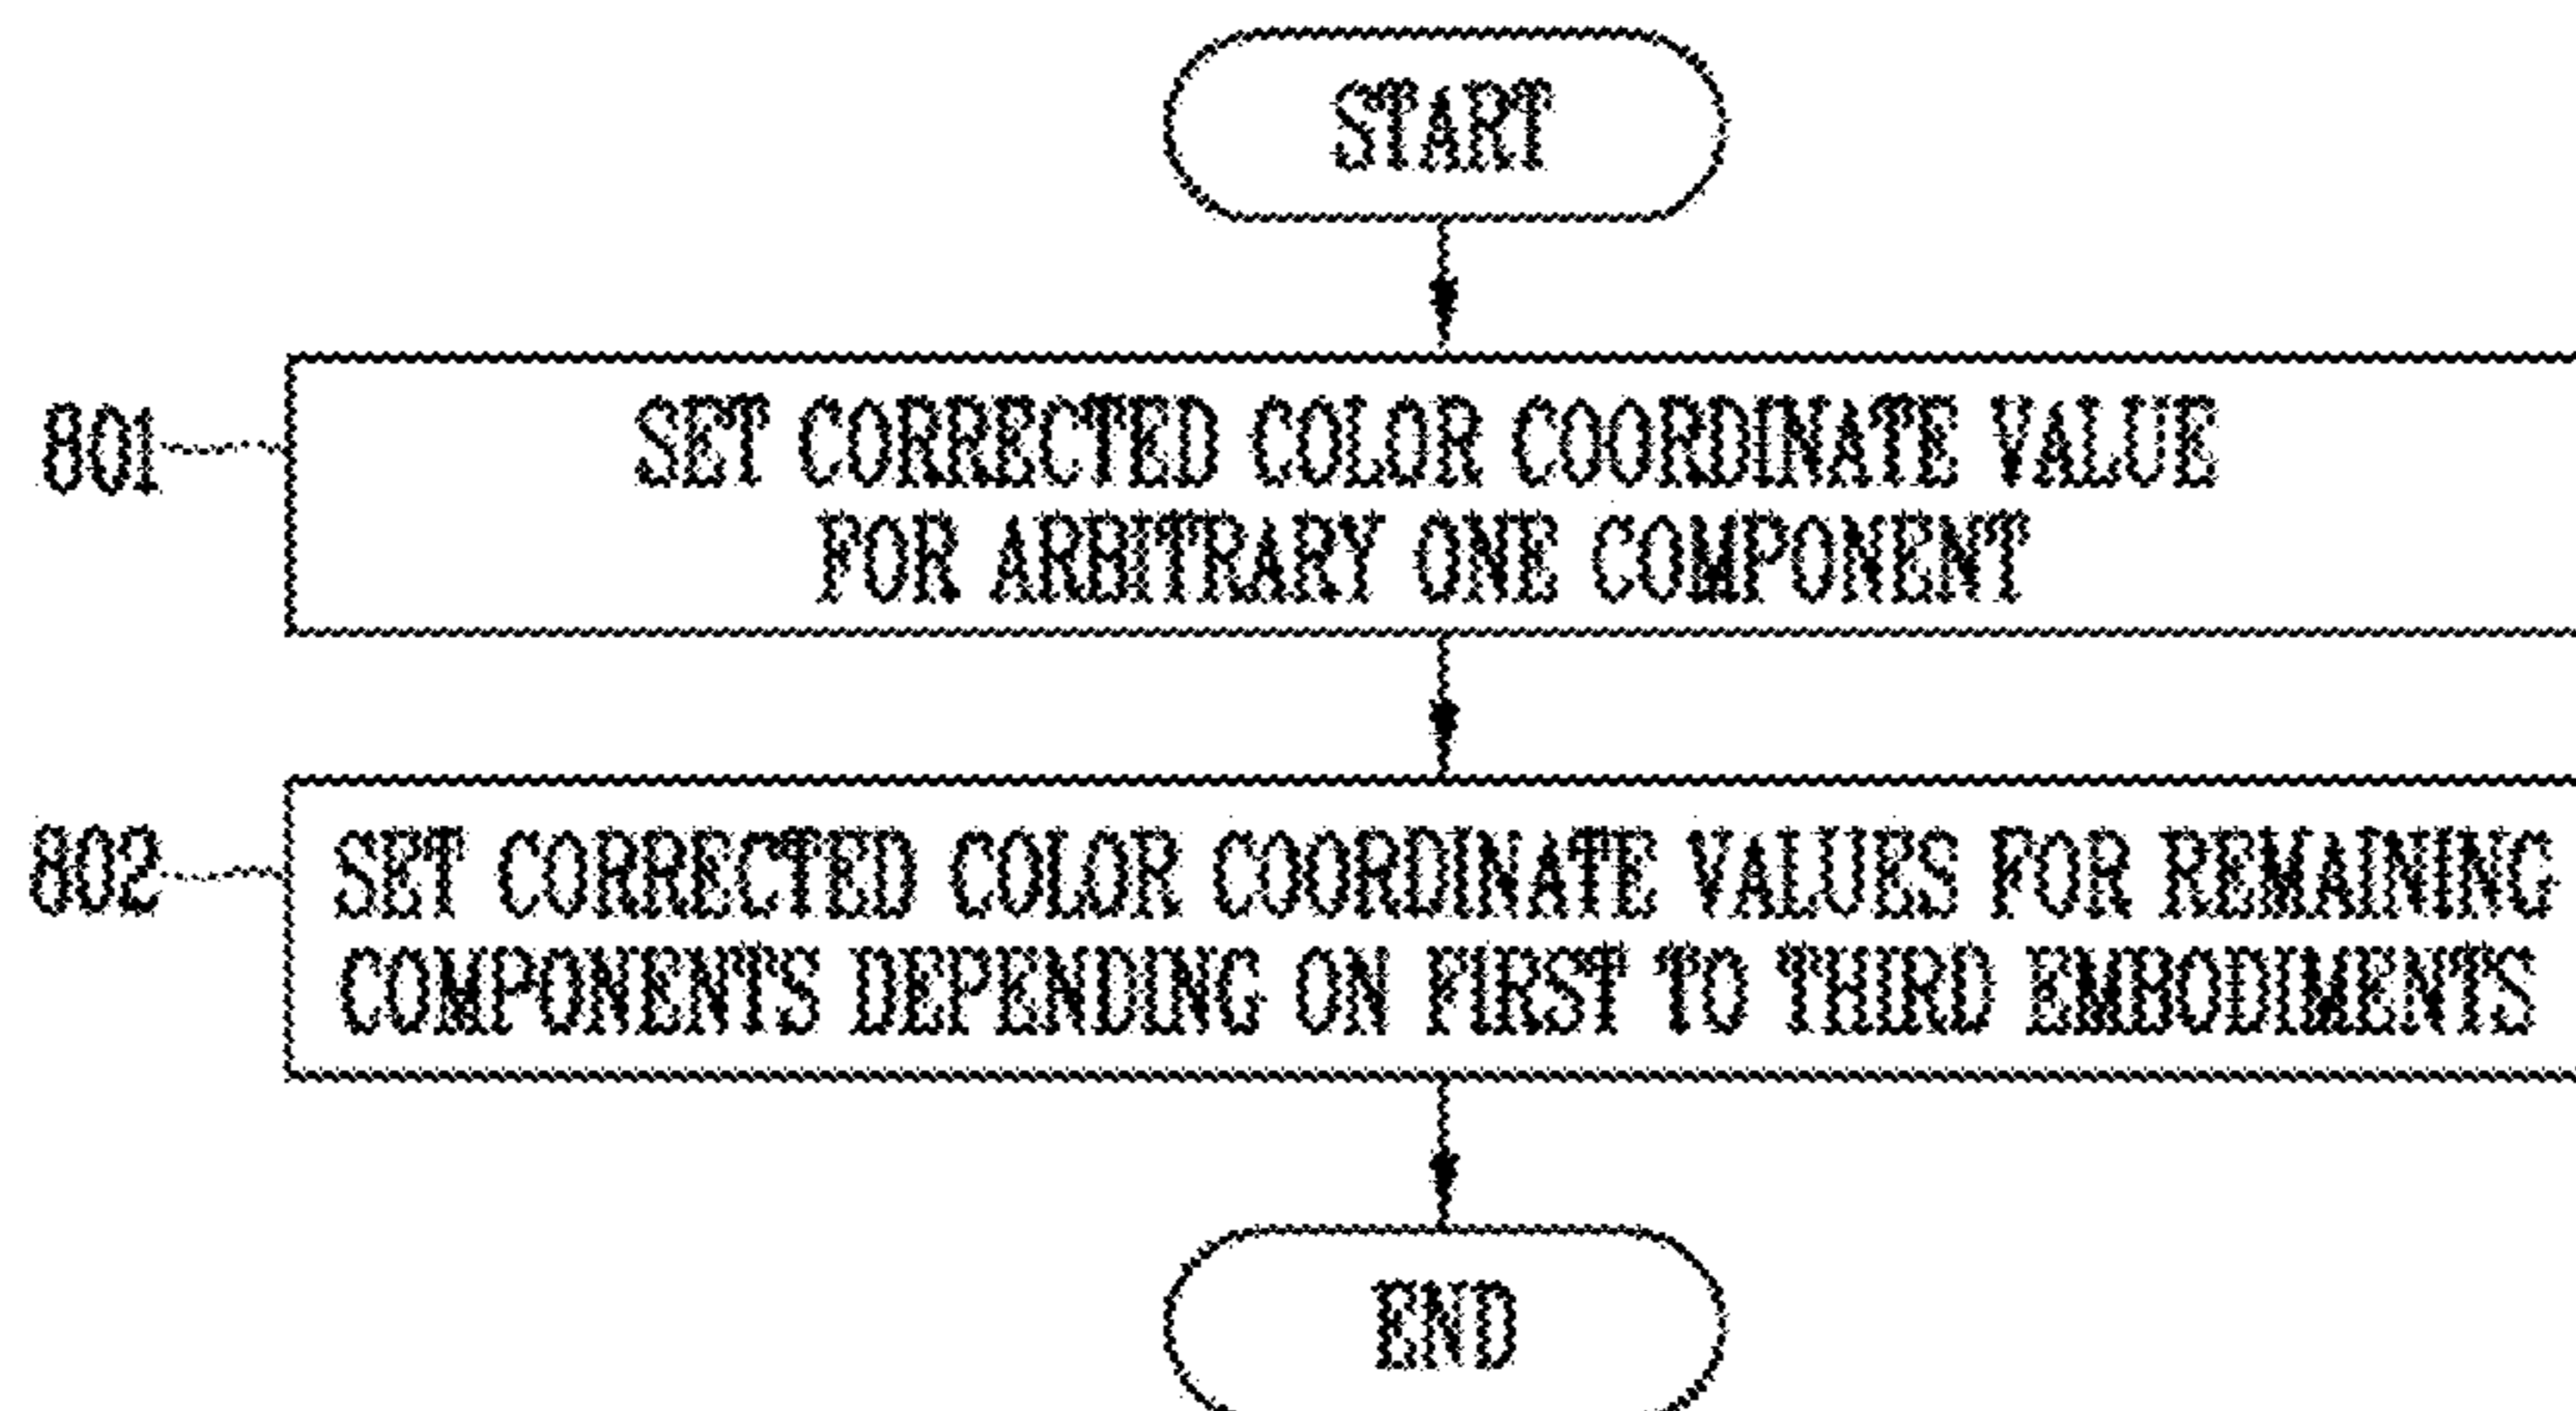 START
801
SET CORRECTED COLOR COORDINATE VALUE
FOR ARBITRARY ONE COMPONENT
802
SET CORRECTED COLOR COORDINATE VALUES FOR REMAINING
COMPONENTS DEPENDING ON FIRST TO THIRD EMBODIMENTS
END